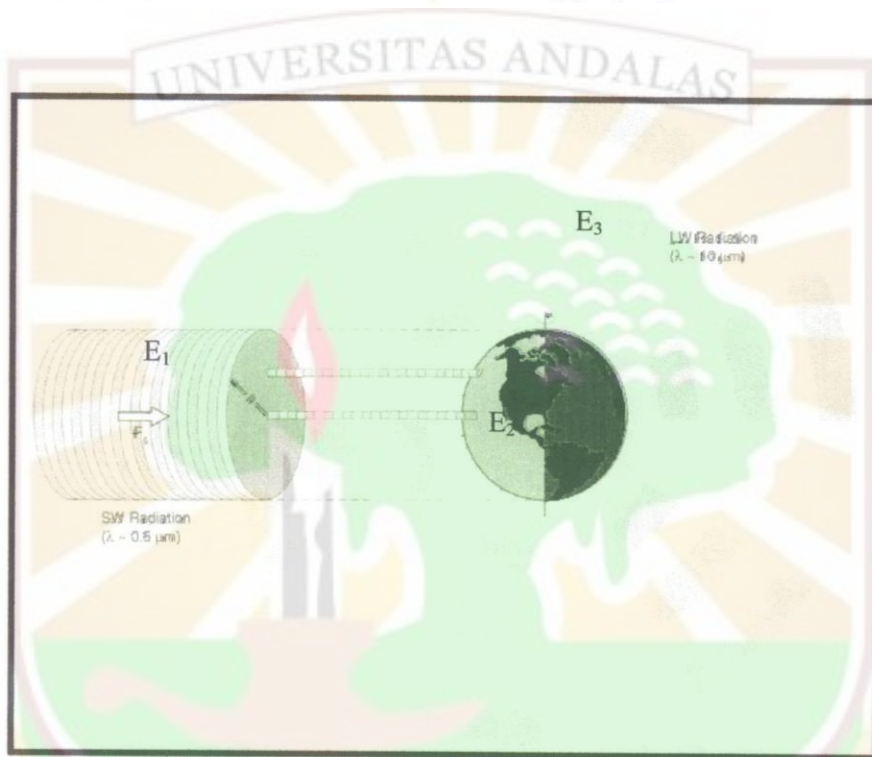 UNIVERSITAS ANDALAS
E₃
LW Radiation
E₁
E₂
SW Radiation
(λ ~ 0.5 μm)